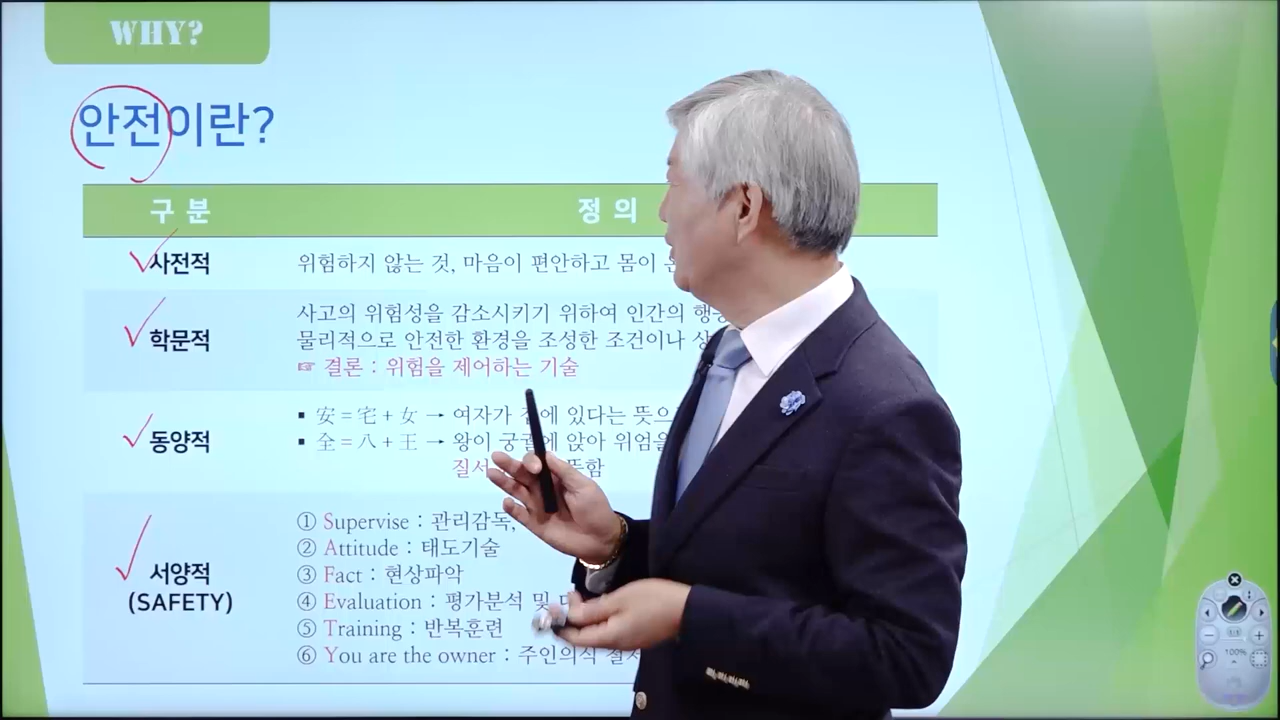 WHY?
안전이란?
구 분 정 의
사전적 위험하지 않는 것, 마음이 편안하고 몸이
학문적
사고의 위험성을 감소시키기 위하여 인간의
물리적으로 안전한 환경을 조성한 조건이나
☞ 결론 : 위험을 제어하는 기술
동양적
▪ 安 = 宅 + 女 → 여자가 집에 있다는
▪ 全 = 八 + 王 → 왕이 궁궐에 앉아 위엄을
서양적
(SAFETY)
① Supervise : 관리감독,
② Attitude : 태도기술
③ Fact : 현상파악
④ Evaluation : 평가분석 및
⑤ Training : 반복훈련
⑥ You are the owner : 주인의식
100%